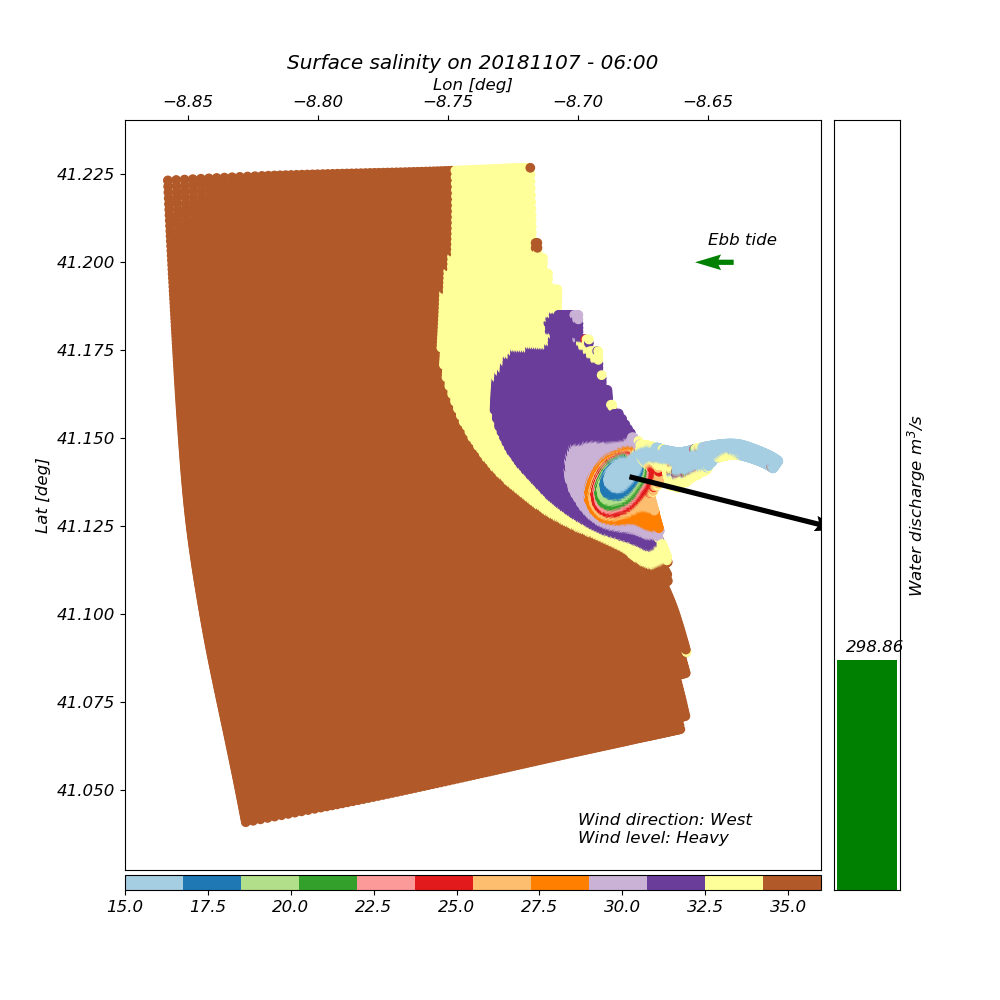 Surface salinity on 20181107 - 06:00
Lon [deg]
−8.85 −8.80 −8.75 −8.70 −8.65
41.225
41.200
41.175
41.150
41.125
41.100
41.075
41.050
Lat [deg]
Ebb tide
Wind direction: West
Wind level: Heavy
298.86
Water discharge m³/s
15.0 17.5 20.0 22.5 25.0 27.5 30.0 32.5 35.0